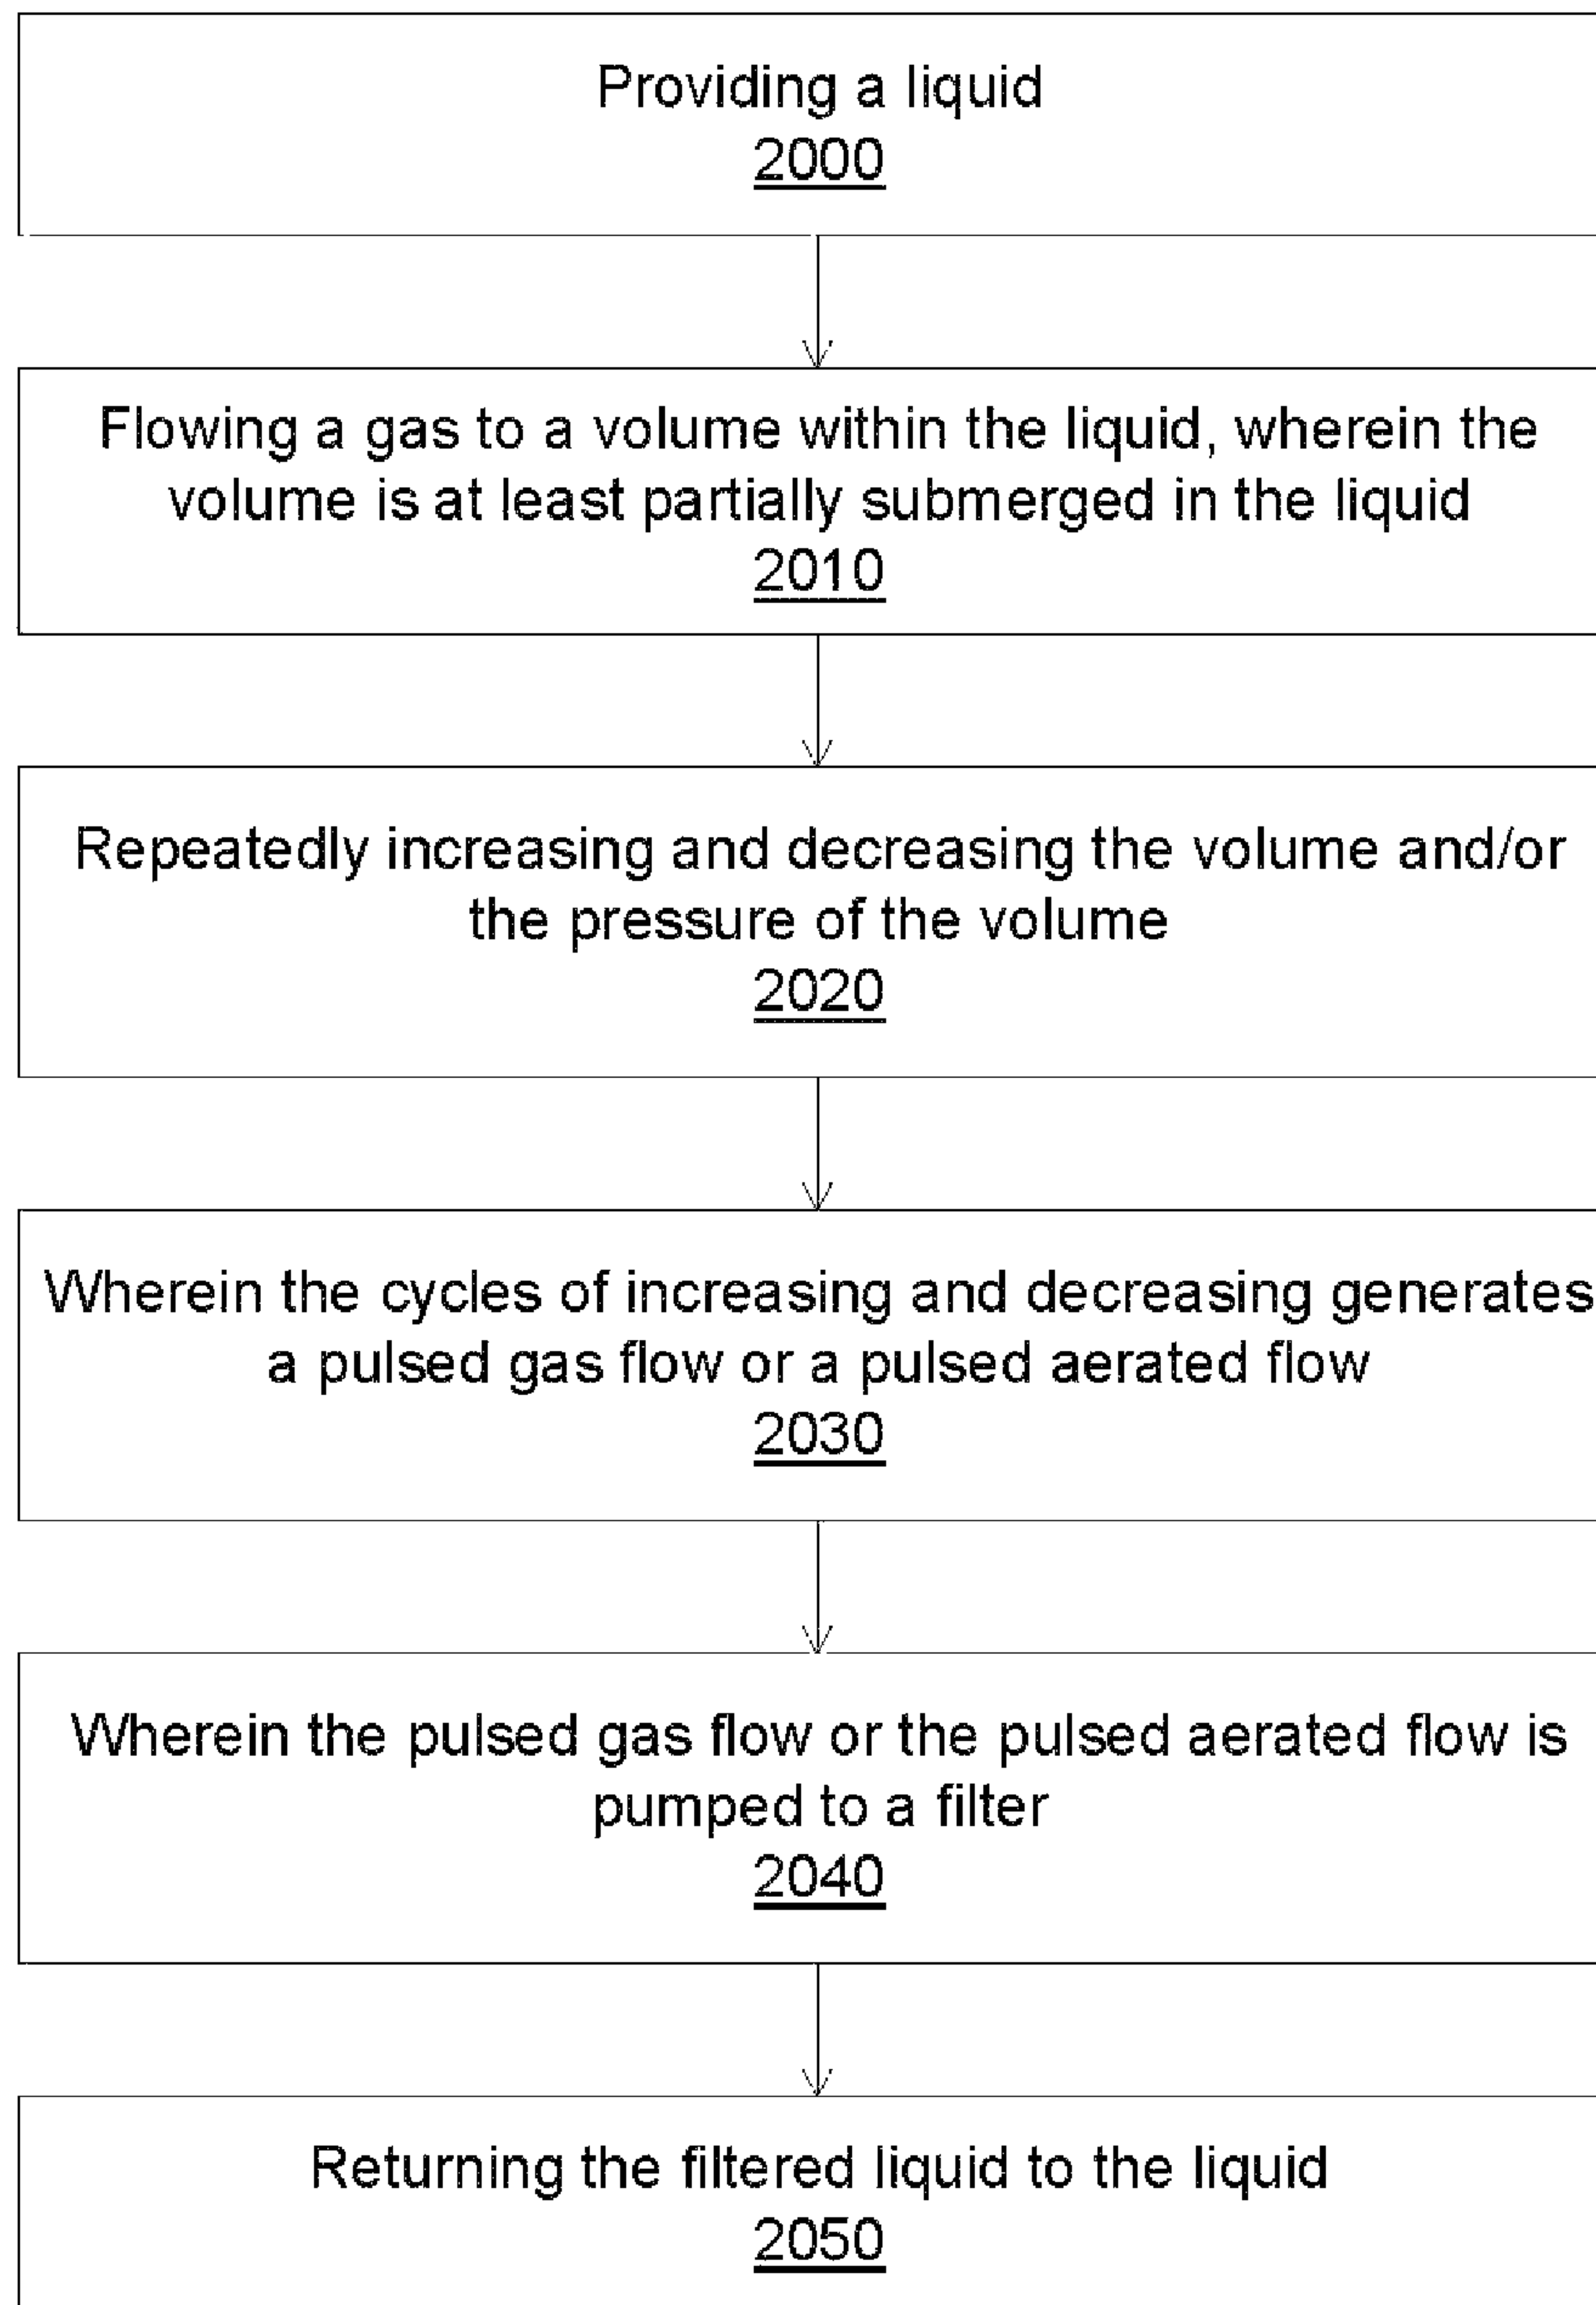 Providing a liquid
2000
Flowing a gas to a volume within the liquid, wherein the
volume is at least partially submerged in the liquid
2010
Repeatedly increasing and decreasing the volume and/or
the pressure of the volume
2020
Wherein the cycles of increasing and decreasing generates
a pulsed gas flow or a pulsed aerated flow
2030
Wherein the pulsed gas flow or the pulsed aerated flow is
pumped to a filter
2040
Returning the filtered liquid to the liquid
2050